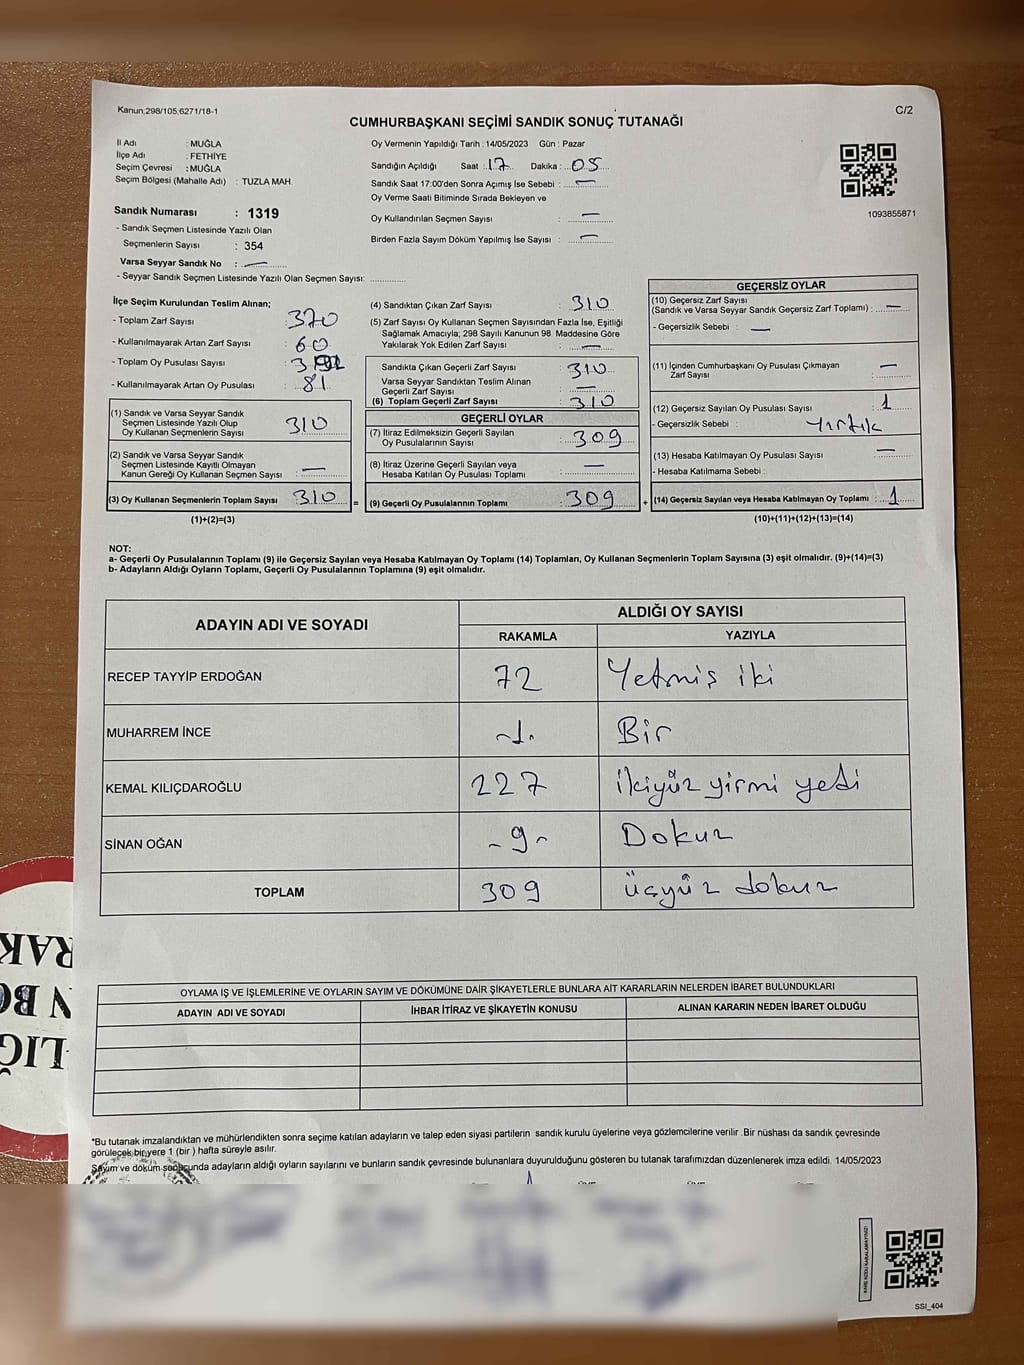 Kanun;298/105;6271/18-1
C/2
CUMHURBAŞKANI SEÇİMİ SANDIK SONUÇ TUTANAĞI
İl Adı : MUĞLA
İlçe Adı : FETHİYE
Seçim Çevresi : MUĞLA
Seçim Bölgesi (Mahalle Adı) : TUZLA MAH.
Sandık Numarası : 1319
- Sandık Seçmen Listesinde Yazılı Olan
Seçmenlerin Sayısı : 354
Varsa Seyyar Sandık No : —
- Seyyar Sandık Seçmen Listesinde Yazılı Olan Seçmen Sayısı: ............
Oy Vermenin Yapıldığı Tarih : 14/05/2023 Gün : Pazar
Sandığın Açıldığı Saat : 17 Dakika : 05
Sandık Saat 17:00'den Sonra Açımış İse Sebebi : —
Oy Verme Saati Bitiminde Sırada Bekleyen ve
Oy Kullandırılan Seçmen Sayısı : —
Birden Fazla Sayım Döküm Yapılmış İse Sayısı : —
1093855871
İlçe Seçim Kurulundan Teslim Alınan;
- Toplam Zarf Sayısı : 370
- Kullanılmayarak Artan Zarf Sayısı : 60
- Toplam Oy Pusulası Sayısı :
- Kullanılmayarak Artan Oy Pusulası : 81
(1) Sandık ve Varsa Seyyar Sandık
Seçmen Listesinde Yazılı Olup
Oy Kullanan Seçmenlerin Sayısı : 310
(2) Sandık ve Varsa Seyyar Sandık
Seçmen Listesinde Kayıtlı Olmayan
Kanun Gereği Oy Kullanan Seçmen Sayısı : —
(3) Oy Kullanan Seçmenlerin Toplam Sayısı : 310 =
(1)+(2)=(3)
(4) Sandıktan Çıkan Zarf Sayısı : 310
(5) Zarf Sayısı Oy Kullanan Seçmen Sayısından Fazla İse, Eşitliği
Sağlamak Amacıyla; 298 Sayılı Kanunun 98. Maddesine Göre
Yakılarak Yok Edilen Zarf Sayısı : —
Sandıkta Çıkan Geçerli Zarf Sayısı : 310
Varsa Seyyar Sandıktan Teslim Alınan
Geçerli Zarf Sayısı : —
(6) Toplam Geçerli Zarf Sayısı : 310
GEÇERLİ OYLAR
(7) İtiraz Edilmeksizin Geçerli Sayılan
Oy Pusulalarının Sayısı : 309
(8) İtiraz Üzerine Geçerli Sayılan veya
Hesaba Katılan Oy Pusulası Toplamı : —
(9) Geçerli Oy Pusulalarının Toplamı : 309 +
GEÇERSİZ OYLAR
(10) Geçersiz Zarf Sayısı
(Sandık ve Varsa Seyyar Sandık Geçersiz Zarf Toplamı) : —
- Geçersizlik Sebebi : —
(11) İçinden Cumhurbaşkanı Oy Pusulası Çıkmayan
Zarf Sayısı : —
(12) Geçersiz Sayılan Oy Pusulası Sayısı : 1
- Geçersizlik Sebebi : Yırtık
(13) Hesaba Katılmayan Oy Pusulası Sayısı : —
- Hesaba Katılmama Sebebi :
(14) Geçersiz Sayılan veya Hesaba Katılmayan Oy Toplamı : 1
(10)+(11)+(12)+(13)=(14)
NOT:
a- Geçerli Oy Pusulalarının Toplamı (9) ile Geçersiz Sayılan veya Hesaba Katılmayan Oy Toplamı (14) Toplamları, Oy Kullanan Seçmenlerin Toplam Sayısına (3) eşit olmalıdır. (9)+(14)=(3)
b- Adayların Aldığı Oyların Toplamı, Geçerli Oy Pusulalarının Toplamına (9) eşit olmalıdır.
ADAYIN ADI VE SOYADI
ALDIĞI OY SAYISI
RAKAMLA YAZIYLA
RECEP TAYYİP ERDOĞAN 72 Yetmiş iki
MUHARREM İNCE -1- Bir
KEMAL KILIÇDAROĞLU 227 ikiyüz yirmi yedi
SİNAN OĞAN -9- Dokuz
TOPLAM 309 üçyüz dokuz
OYLAMA İŞ VE İŞLEMLERİNE VE OYLARIN SAYIM VE DÖKÜMÜNE DAİR ŞİKAYETLERLE BUNLARA AİT KARARLARIN NELERDEN İBARET BULUNDUKLARI
ADAYIN ADI VE SOYADI İHBAR İTİRAZ VE ŞİKAYETİN KONUSU ALINAN KARARIN NEDEN İBARET OLDUĞU
*Bu tutanak imzalandıktan ve mühürlendikten sonra seçime katılan adayların ve talep eden siyasi partilerin sandık kurulu üyelerine veya gözlemcilerine verilir .Bir nüshası da sandık çevresinde
görülecek bir yere 1 (bir ) hafta süreyle asılır.
Sayım ve döküm sonucunda adayların aldığı oyların sayılarını ve bunların sandık çevresinde bulunanlara duyurulduğunu gösteren bu tutanak tarafımızdan düzenlenerek imza edildi. 14/05/2023
SSI_404